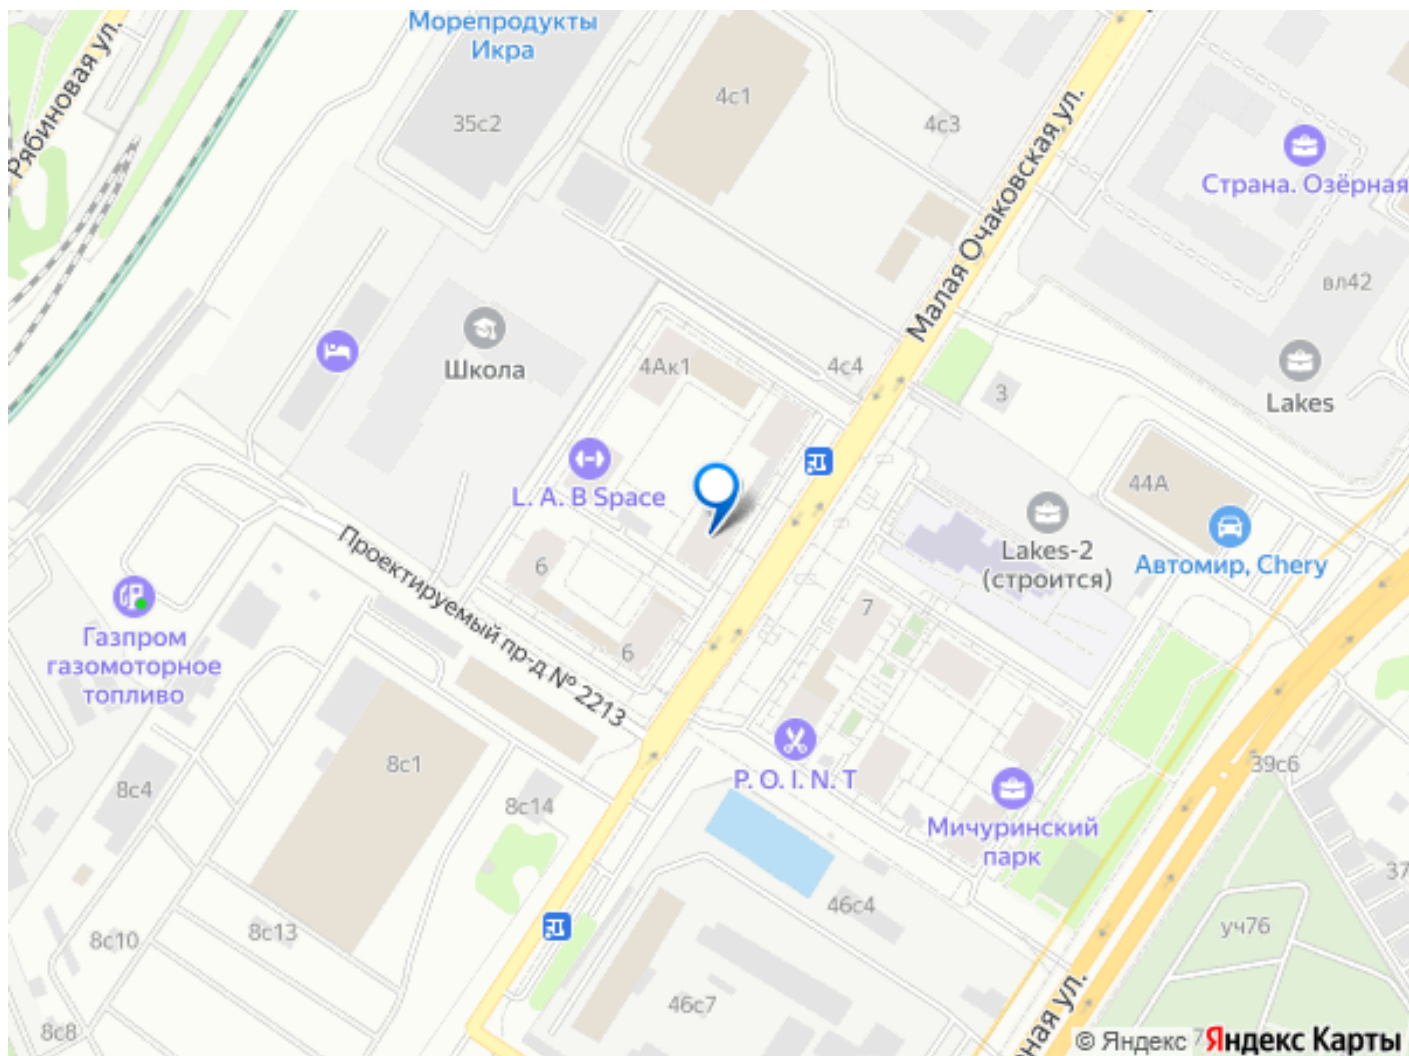 Морепродукты
Икра
Рябиновая ул.
35с2
4с1
4с3
Малая Очаковская ул.
Страна. Озёрная
вл42
Школа
4Ак1
4с4
3
Lakes
L. A. B Space
44А
Lakes-2
(строится)
Автомир, Chery
Проектируемый пр-д № 2213
6
6
7
Газпром
газомоторное
топливо
8с1
8с4
8с14
P. O. I. N. T
39с6
Мичуринский
парк
37
46с4
уч76
8с10
8с13
46с7
8с8
ная ул.
© Яндекс
7
Яндекс Карты